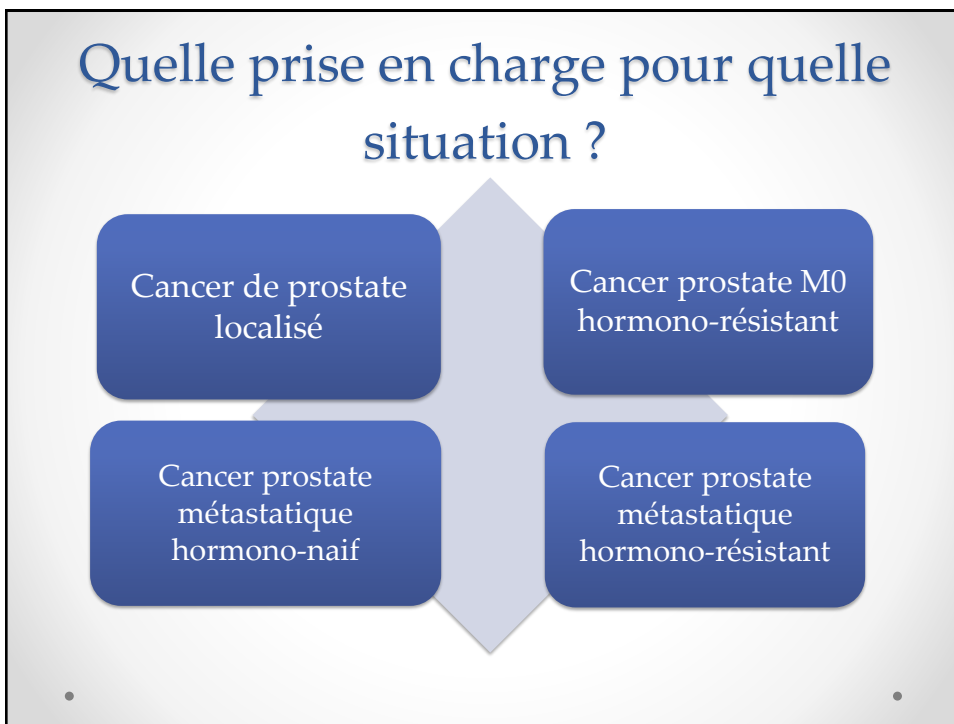 Quelle prise en charge pour quelle
situation ?
Cancer de prostate
localisé
Cancer prostate M0
hormono-résistant
Cancer prostate
métastatique
hormono-naif
Cancer prostate
métastatique
hormono-résistant